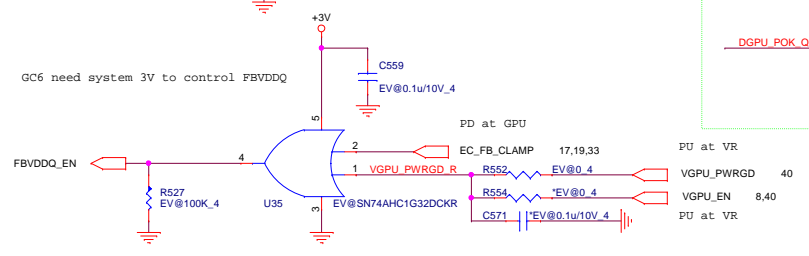 +3V
DGPU_POK_Q
C559
GC6 need system 3V to control FBVDDQ
EV@0.1u/10V_4
5
PD at GPU
2
EC_FB_CLAMP 17,19,33
PU at VR
4
FBVDDQ_EN
1
VGPU_PWRGD_R
R552
EV@0_4
VGPU_PWRGD 40
R527
EV@100K_4
R554
*EV@0_4
VGPU_EN 8,40
U35
3
EV@SN74AHC1G32DCKR
C571
*EV@0.1u/10V_4
PU at VR